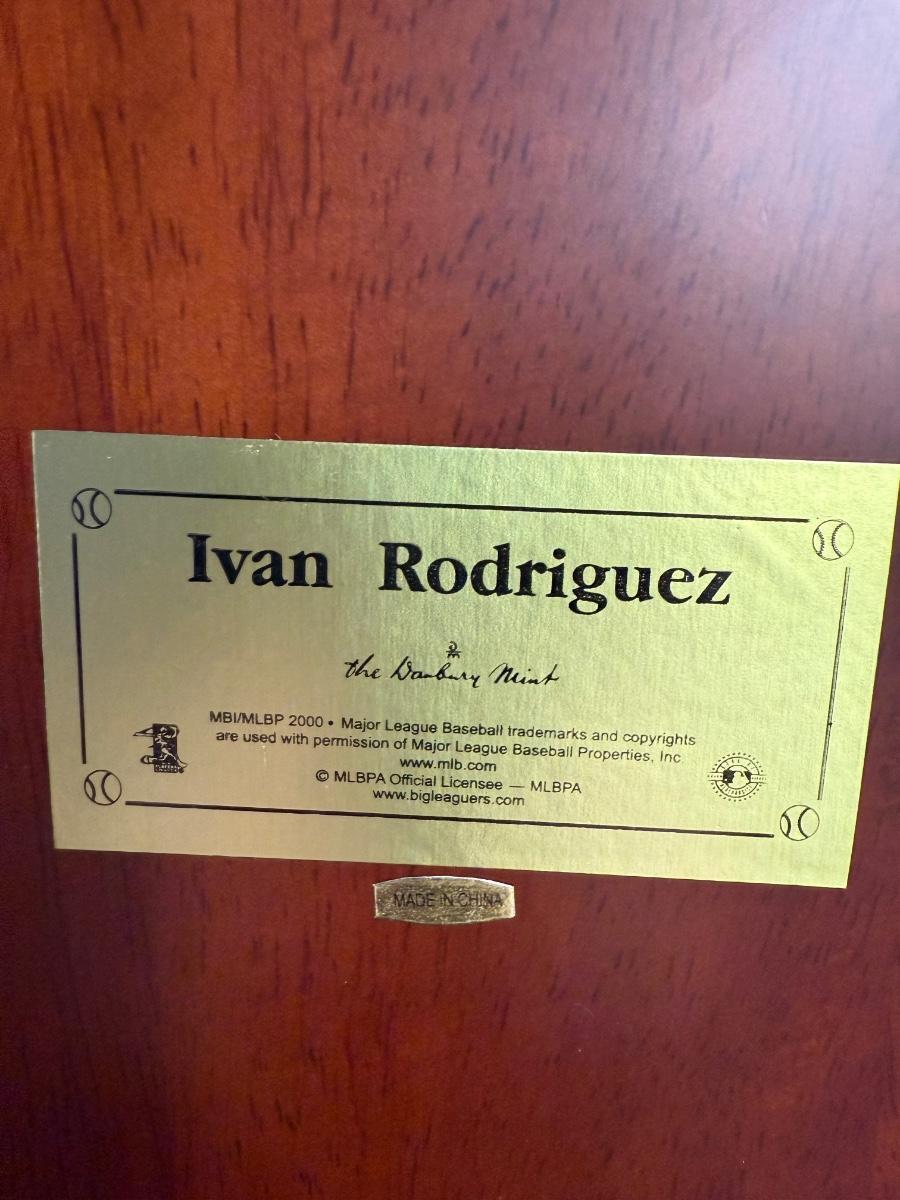 Ivan Rodriguez
the Danbury Mint
MBI/MLBP 2000 • Major League Baseball trademarks and copyrights
are used with permission of Major League Baseball Properties, Inc
www.mlb.com
© MLBPA Official Licensee — MLBPA
www.bigleaguers.com
MADE IN CHINA